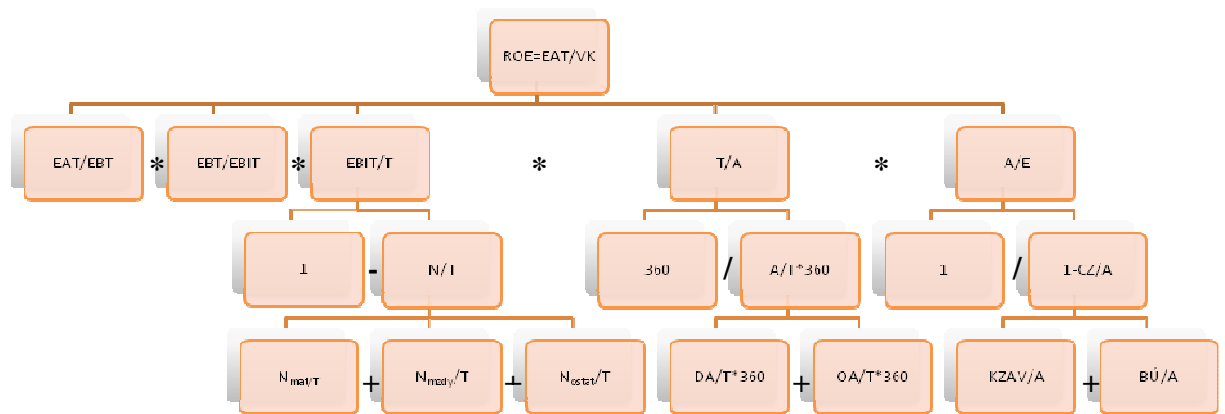 ROE=EAT/VK
EAT/EBT * EBT/EBIT * EBIT/T * T/A * A/E
1 - N/T 360 / A/T*360 1 / 1-CZ/A
Nmat/T + Nmzdy/T + Nostat/T DA/T*360 + OA/T*360 KZAV/A + BÚ/A